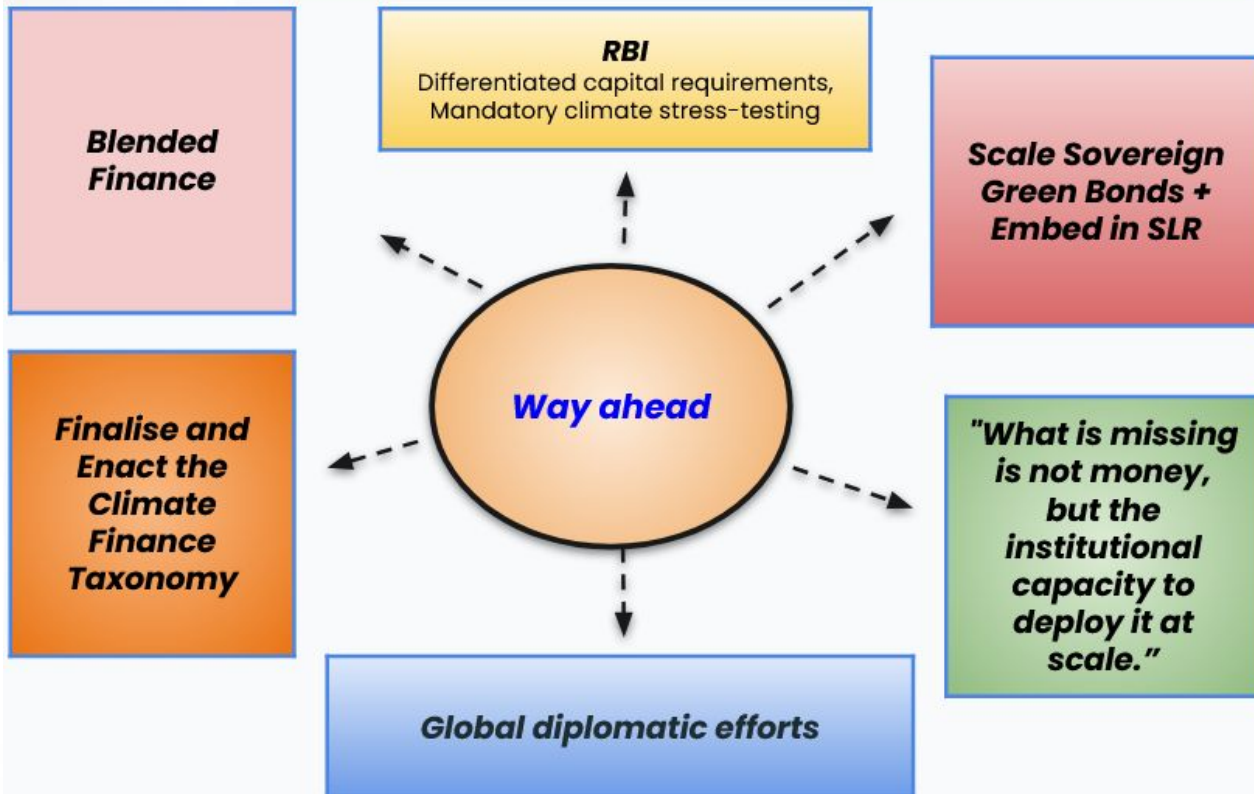 RBI
Differentiated capital requirements,
Mandatory climate stress-testing
Blended
Finance
Scale Sovereign
Green Bonds +
Embed in SLR
Way ahead
Finalise and
Enact the
Climate
Finance
Taxonomy
"What is missing
is not money,
but the
institutional
capacity to
deploy it at
scale.”
Global diplomatic efforts